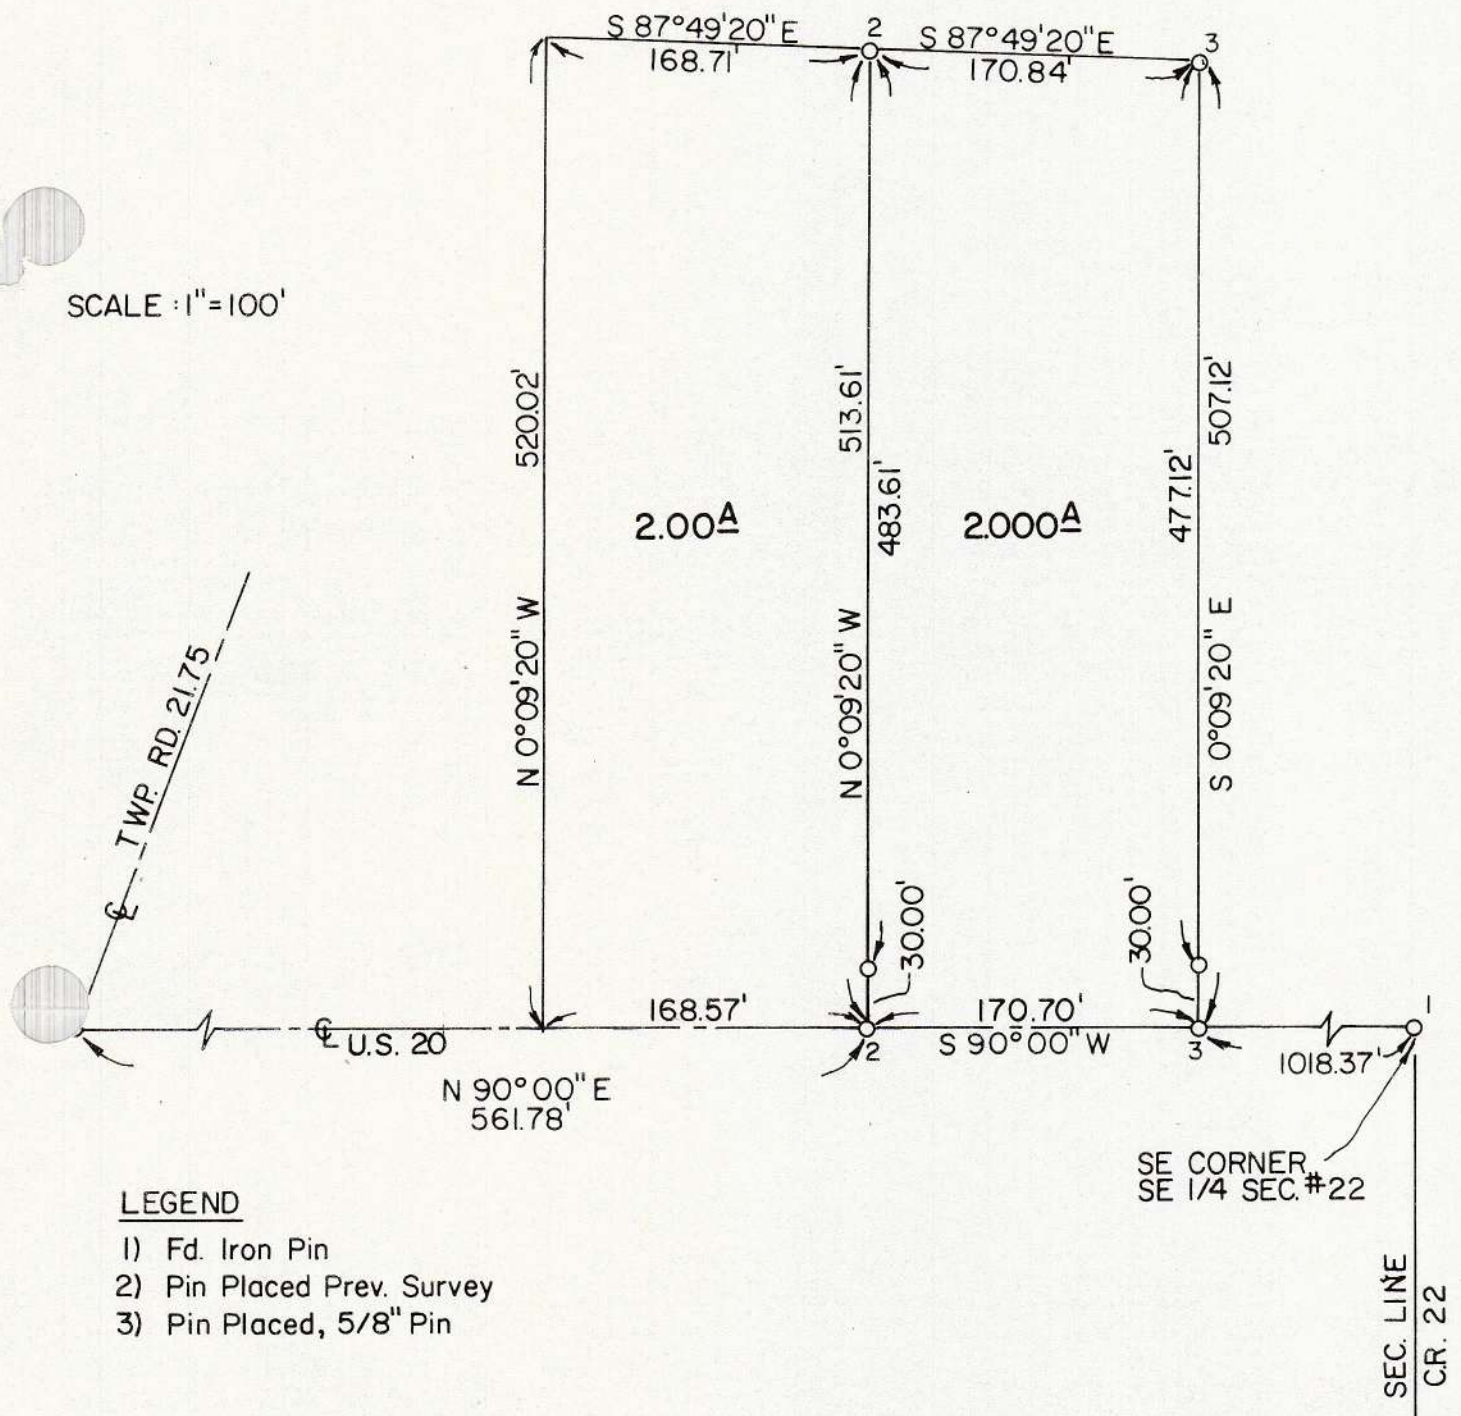 S 87°49'20" E
168.71'
2
S 87°49'20" E
170.84'
3
SCALE : 1"=100'
520.02'
N 0°09'20" W
2.00A
513.61'
483.61'
N 0°09'20" W
2.000A
477.12'
507.12'
S 0°09'20" E
TWP. RD. 21.75
℄
30.00'
30.00'
168.57'
170.70'
℄ U.S. 20
2
S 90°00" W
3
1
1018.37'
N 90°00" E
561.78'
SE CORNER
SE 1/4 SEC. #22
LEGEND
1) Fd. Iron Pin
2) Pin Placed Prev. Survey
3) Pin Placed, 5/8" Pin
SEC. LINE
C.R. 22